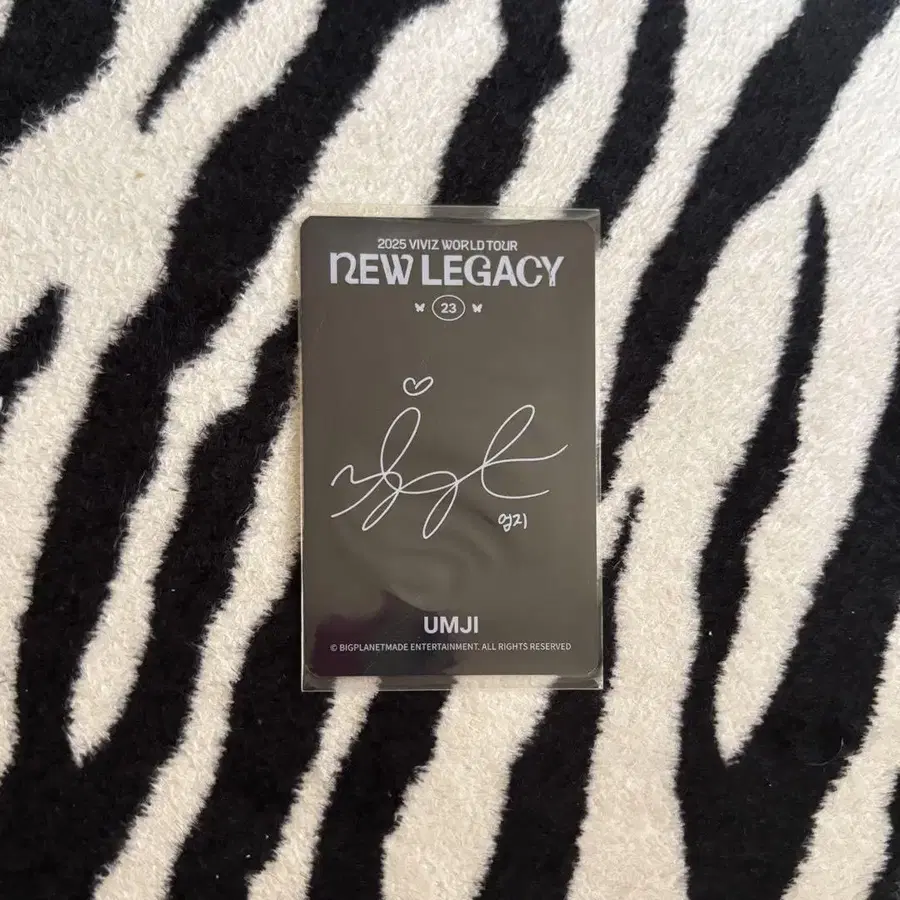 2025 VIVIZ WORLD TOUR
NEW LEGACY
23
엄지
UMJI
© BIGPLANETMADE ENTERTAINMENT. ALL RIGHTS RESERVED